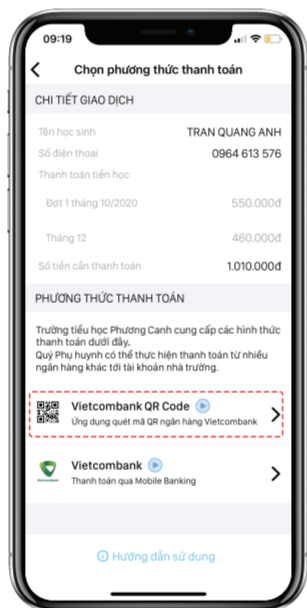 09:19
Chọn phương thức thanh toán
CHI TIẾT GIAO DỊCH
Tên học sinh TRAN QUANG ANH
Số điện thoại 0964 613 576
Thanh toán tiền học
Đợt 1 tháng 10/2020 550.000đ
Tháng 12 460.000đ
Số tiền cần thanh toán 1.010.000đ
PHƯƠNG THỨC THANH TOÁN
Trường tiểu học Phương Canh cung cấp các hình thức
thanh toán dưới đây.
Quý Phụ huynh có thể thực hiện thanh toán từ nhiều
ngân hàng khác tới tài khoản nhà trường.
Vietcombank QR Code
Ứng dụng quét mã QR ngân hàng Vietcombank
Vietcombank
Thanh toán qua Mobile Banking
Vietcombank
Hướng dẫn sử dụng